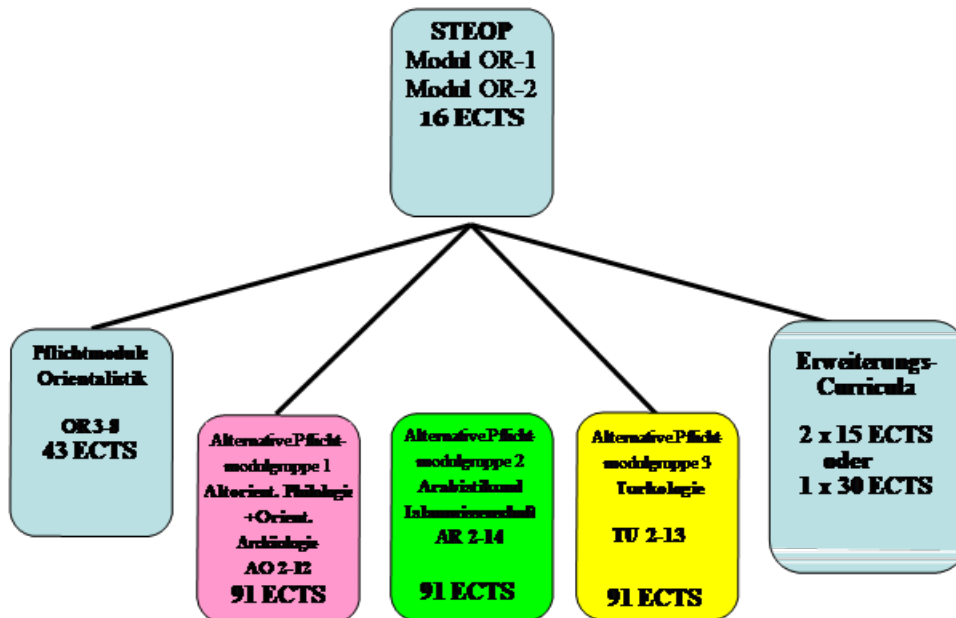 STEOP
Modul OR-1
Modul OR-2
16 ECTS
Pflichtmodule
Orientalistik
OR 3-8
43 ECTS
Alternative Pflicht-
modulgruppe 1
Altorient. Philologie
+Orient.
Archäologie
AO 2-12
91 ECTS
Alternative Pflicht-
modulgruppe 2
Arabistik und
Islamwissenschaft
AR 2-14
91 ECTS
Alternative Pflicht-
modulgruppe 3
Turkologie
TU 2-13
91 ECTS
Erweiterungs-
Curricula
2 x 15 ECTS
oder
1 x 30 ECTS